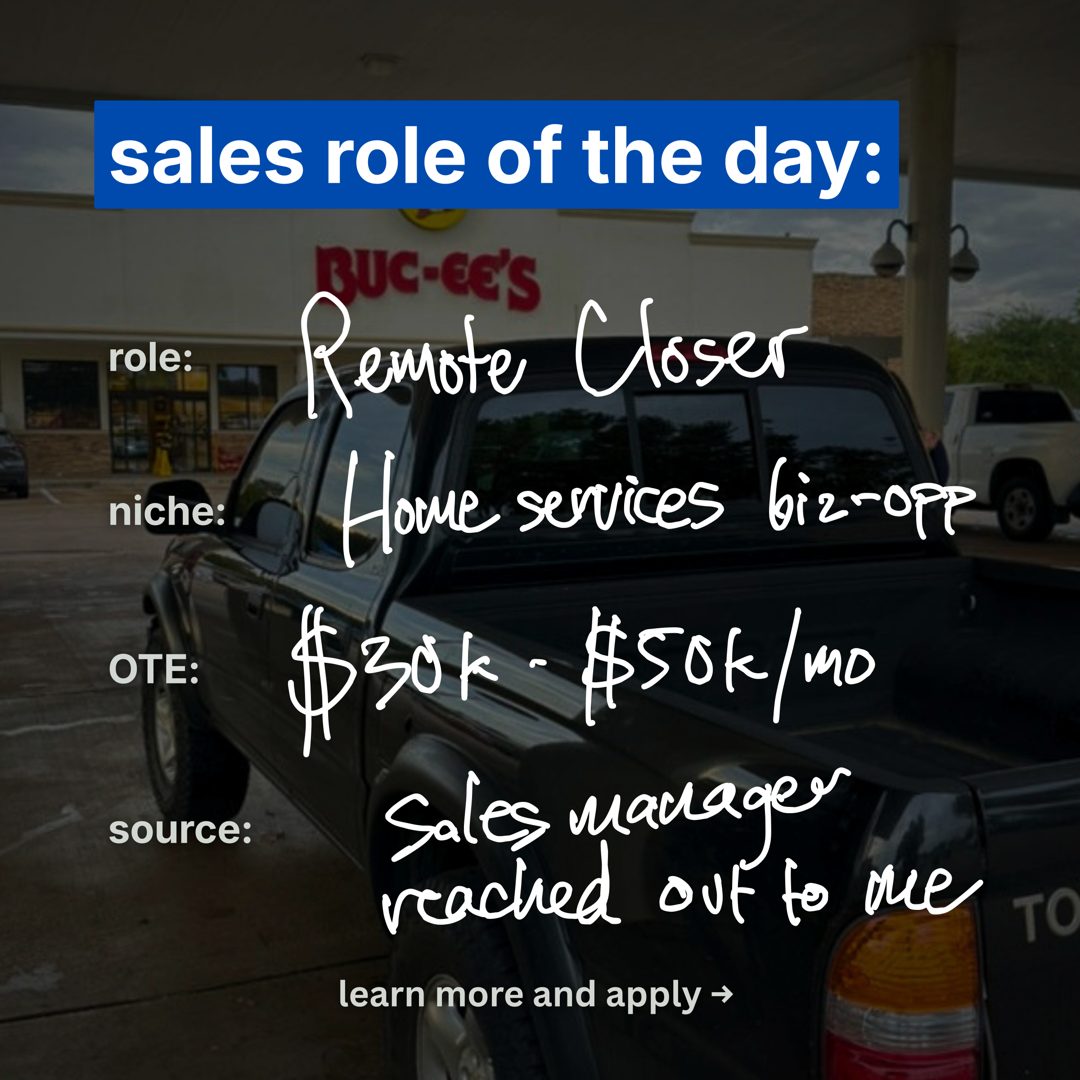 sales role of the day:
BUC-EE'S
role: Remote Closer
niche: Home services biz-opp
OTE: $30k - $50k/mo
source: Sales manager
reached out to me
TO
learn more and apply →